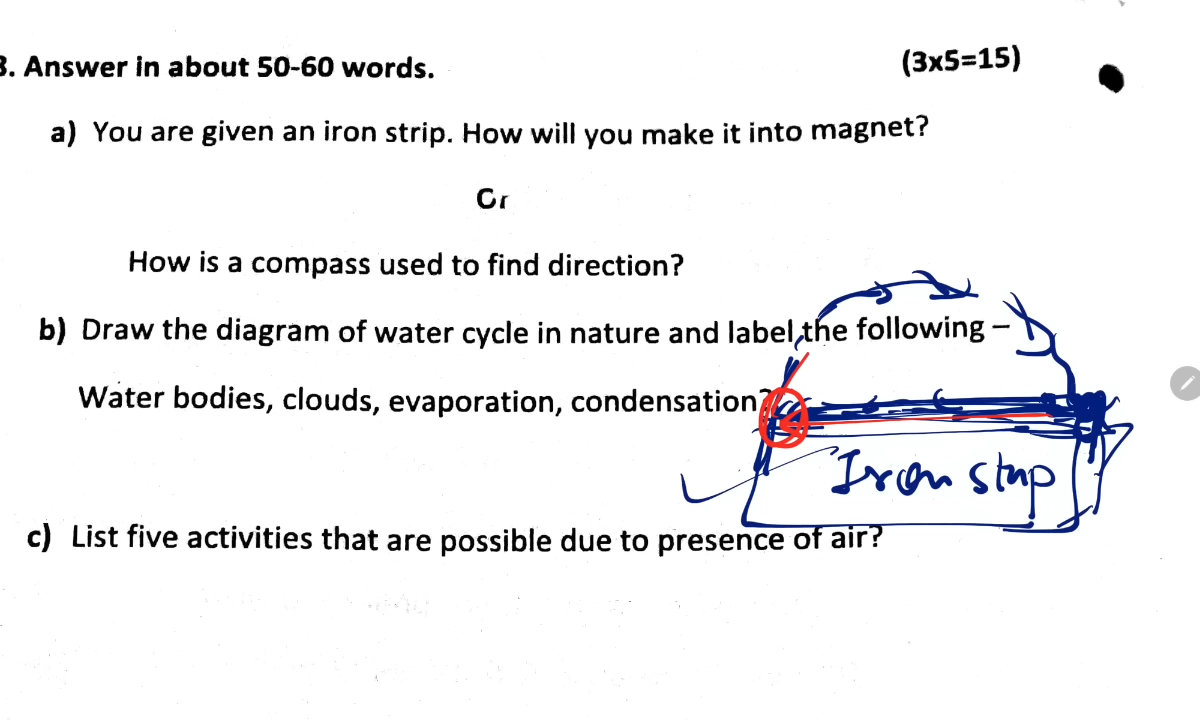 3. Answer in about 50-60 words. (3x5=15)
a) You are given an iron strip. How will you make it into magnet?
Or
How is a compass used to find direction?
b) Draw the diagram of water cycle in nature and label the following –
Water bodies, clouds, evaporation, condensation?
Iron strip
c) List five activities that are possible due to presence of air?